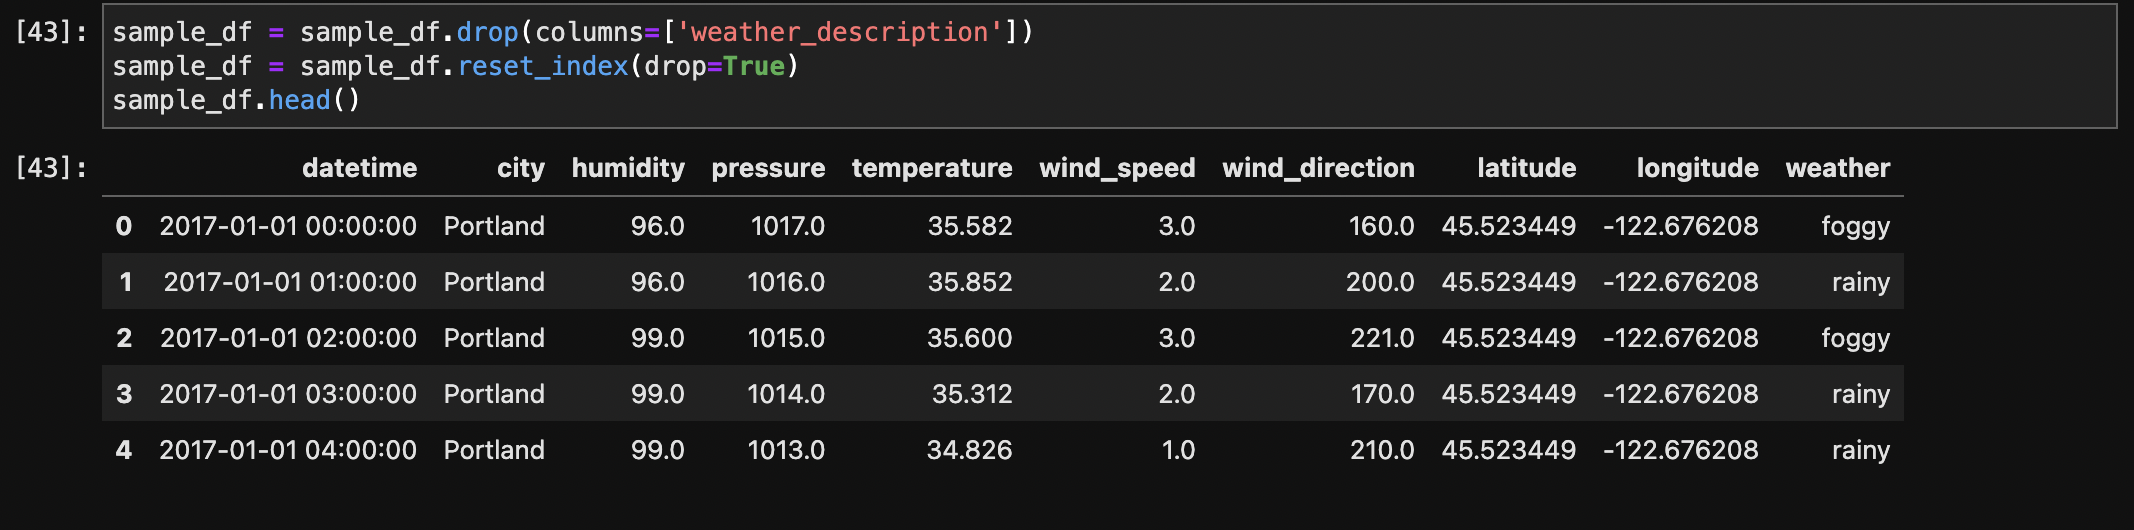 [43]: sample_df = sample_df.drop(columns=['weather_description'])
sample_df = sample_df.reset_index(drop=True)
sample_df.head()
[43]: datetime city humidity pressure temperature wind_speed wind_direction latitude longitude weather
0 2017-01-01 00:00:00 Portland 96.0 1017.0 35.582 3.0 160.0 45.523449 -122.676208 foggy
1 2017-01-01 01:00:00 Portland 96.0 1016.0 35.852 2.0 200.0 45.523449 -122.676208 rainy
2 2017-01-01 02:00:00 Portland 99.0 1015.0 35.600 3.0 221.0 45.523449 -122.676208 foggy
3 2017-01-01 03:00:00 Portland 99.0 1014.0 35.312 2.0 170.0 45.523449 -122.676208 rainy
4 2017-01-01 04:00:00 Portland 99.0 1013.0 34.826 1.0 210.0 45.523449 -122.676208 rainy